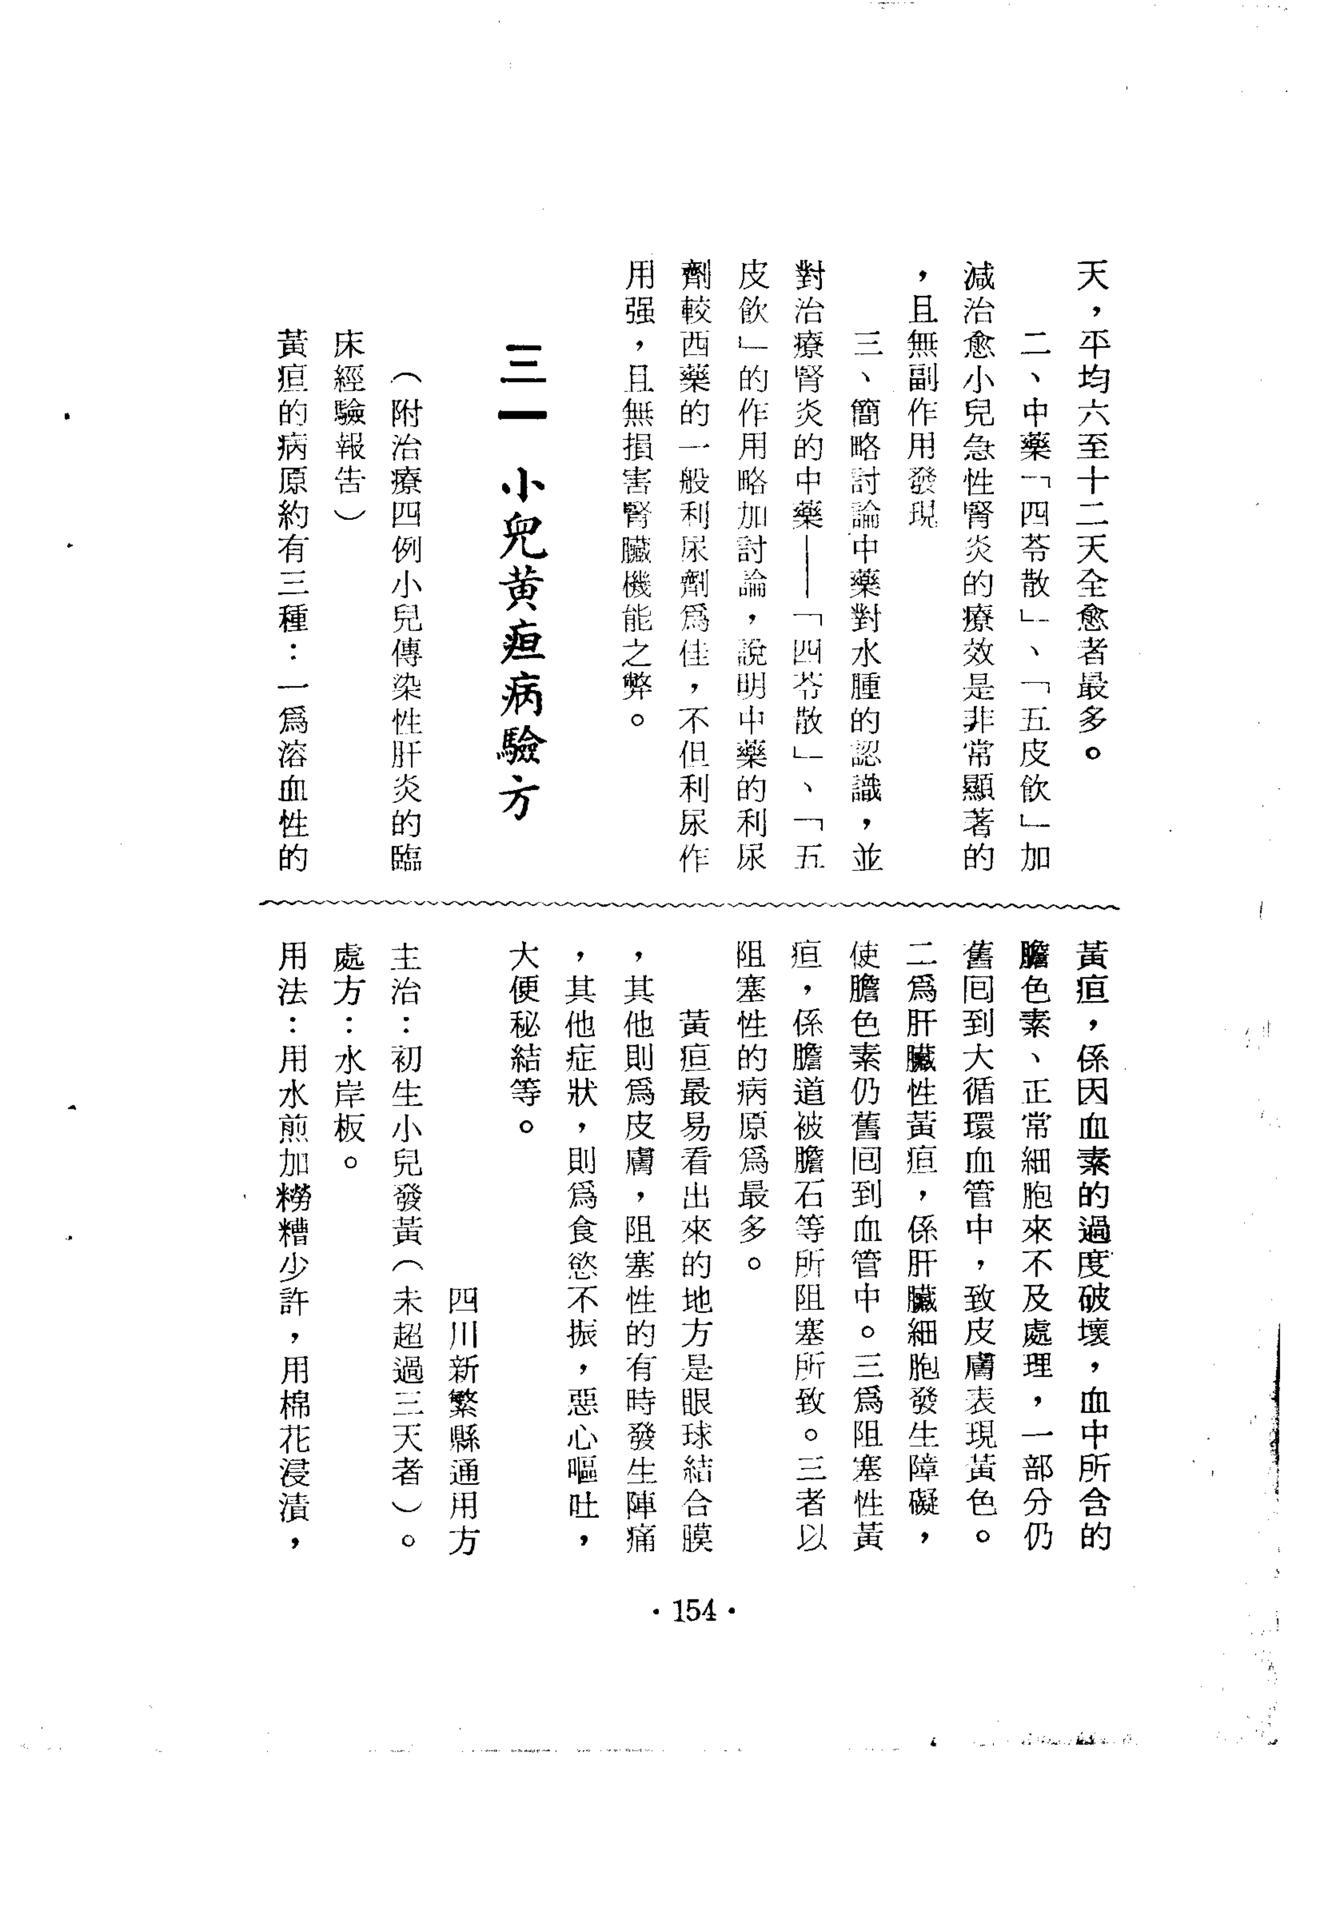 天，平均六至十二天全愈者最多。
二、中藥「四苓散」、「五皮飲」加
減治愈小兒急性腎炎的療效是非常顯著的
，且無副作用發現
三、簡略討論中藥對水腫的認識，並
對治療腎炎的中藥——「四苓散」、「五
皮飲」的作用略加討論，說明中藥的利尿
劑較西藥的一般利尿劑爲佳，不但利尿作
用强，且無損害腎臟機能之弊。
三一 小兒黃疸病驗方
（附治療四例小兒傳染性肝炎的臨
床經驗報告）
黃疸的病原約有三種：一爲溶血性的
黃疸，係因血素的過度破壞，血中所含的
膽色素、正常細胞來不及處理，一部分仍
舊囘到大循環血管中，致皮膚表現黃色。
二爲肝臟性黃疸，係肝臟細胞發生障礙，
使膽色素仍舊囘到血管中。三爲阻塞性黃
疸，係膽道被膽石等所阻塞所致。三者以
阻塞性的病原爲最多。
黃疸最易看出來的地方是眼球結合膜
，其他則爲皮膚，阻塞性的有時發生陣痛
，其他症狀，則爲食慾不振，惡心嘔吐，
大便秘結等。
四川新繁縣通用方
主治：初生小兒發黃（未超過三天者）。
處方：水岸板。
用法：用水煎加粩糟少許，用棉花浸漬，
·154·